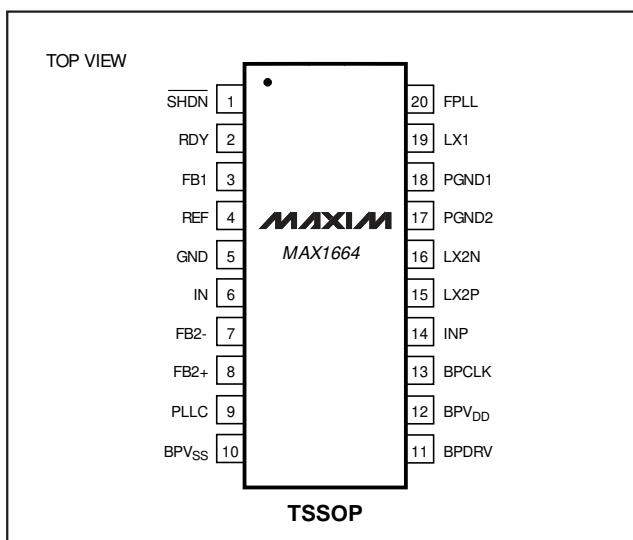 TOP VIEW
SHDN 1 20 FPLL
RDY 2 19 LX1
FB1 3 18 PGND1
REF 4 17 PGND2
MAXIM
MAX1664
GND 5 16 LX2N
IN 6 15 LX2P
FB2- 7 14 INP
FB2+ 8 13 BPCLK
PLLC 9 12 BPVDD
BPVSS 10 11 BPDRV
TSSOP